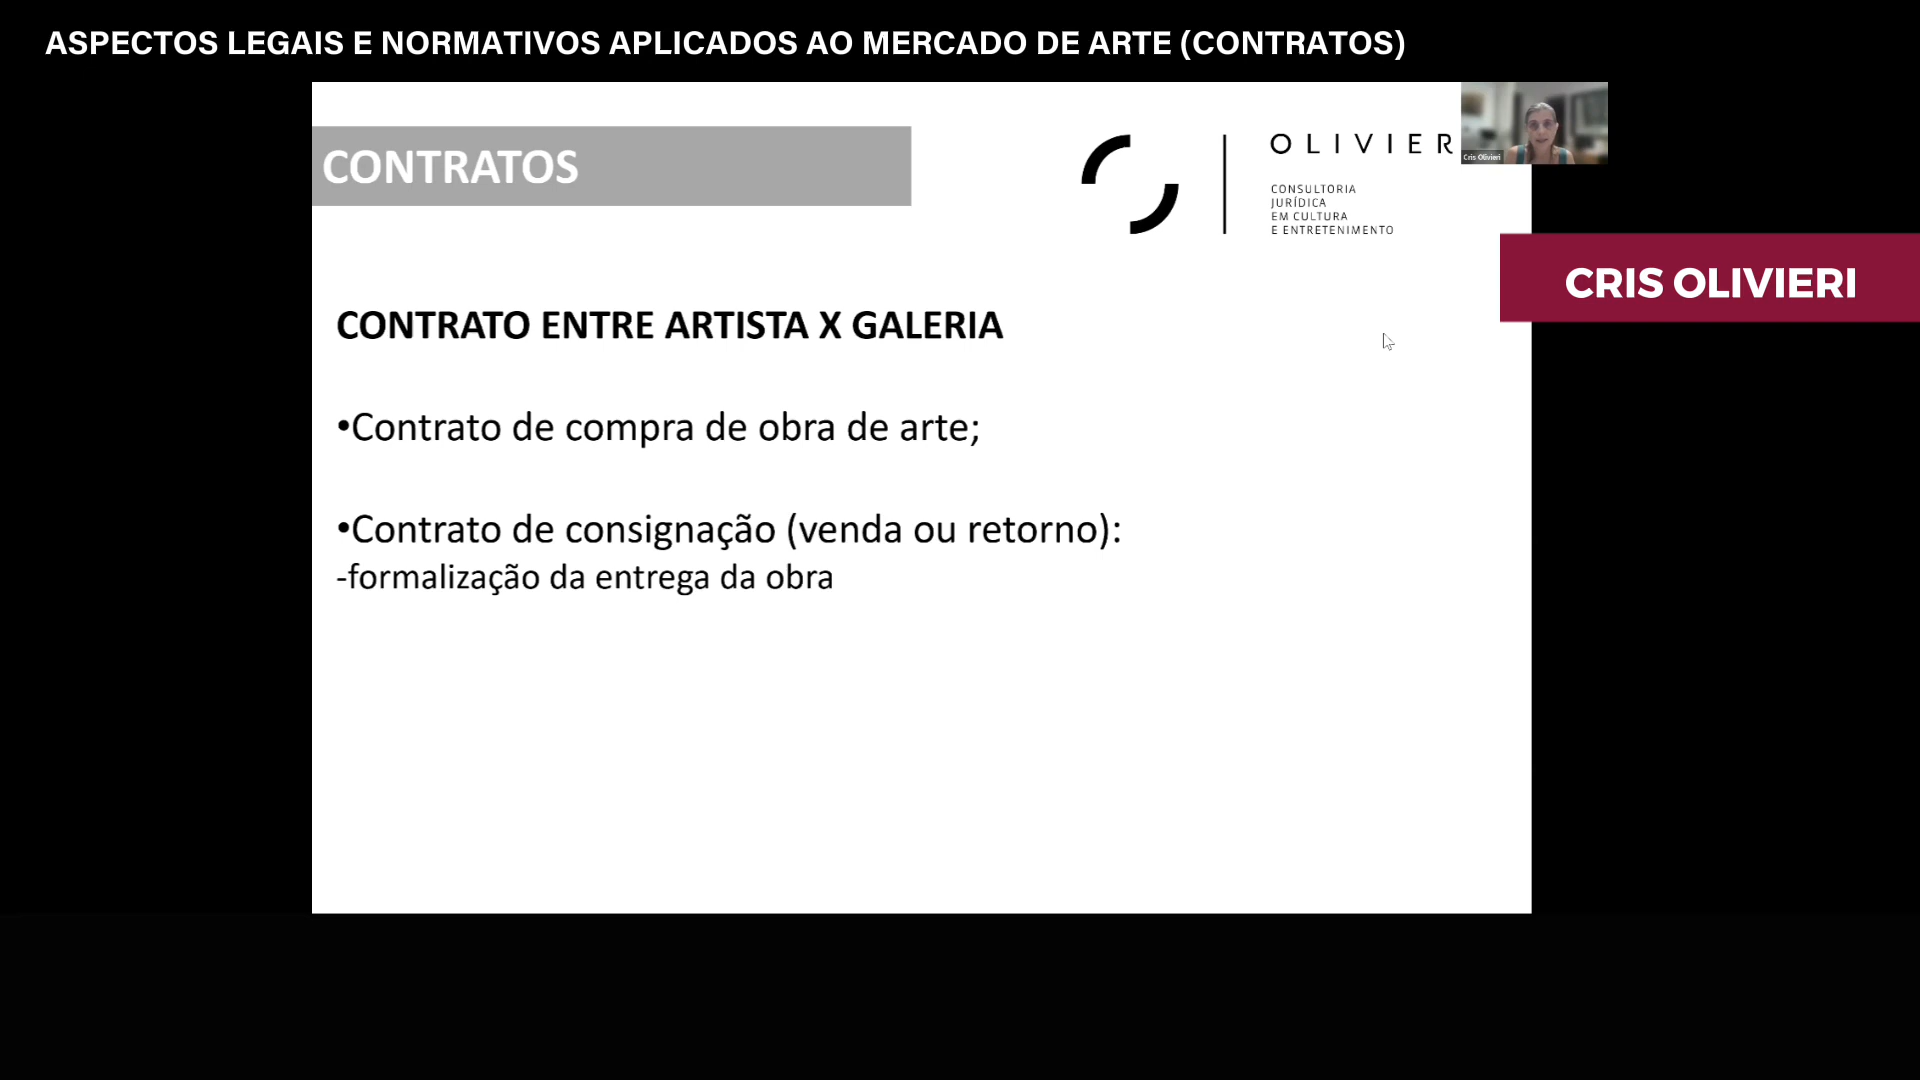 ASPECTOS LEGAIS E NORMATIVOS APLICADOS AO MERCADO DE ARTE (CONTRATOS)
CONTRATOS
OLIVIER
CONSULTORIA
JURÍDICA
EM CULTURA
E ENTRETENIMENTO
Cris Olivieri
CRIS OLIVIERI
CONTRATO ENTRE ARTISTA X GALERIA
•Contrato de compra de obra de arte;
•Contrato de consignação (venda ou retorno):
-formalização da entrega da obra